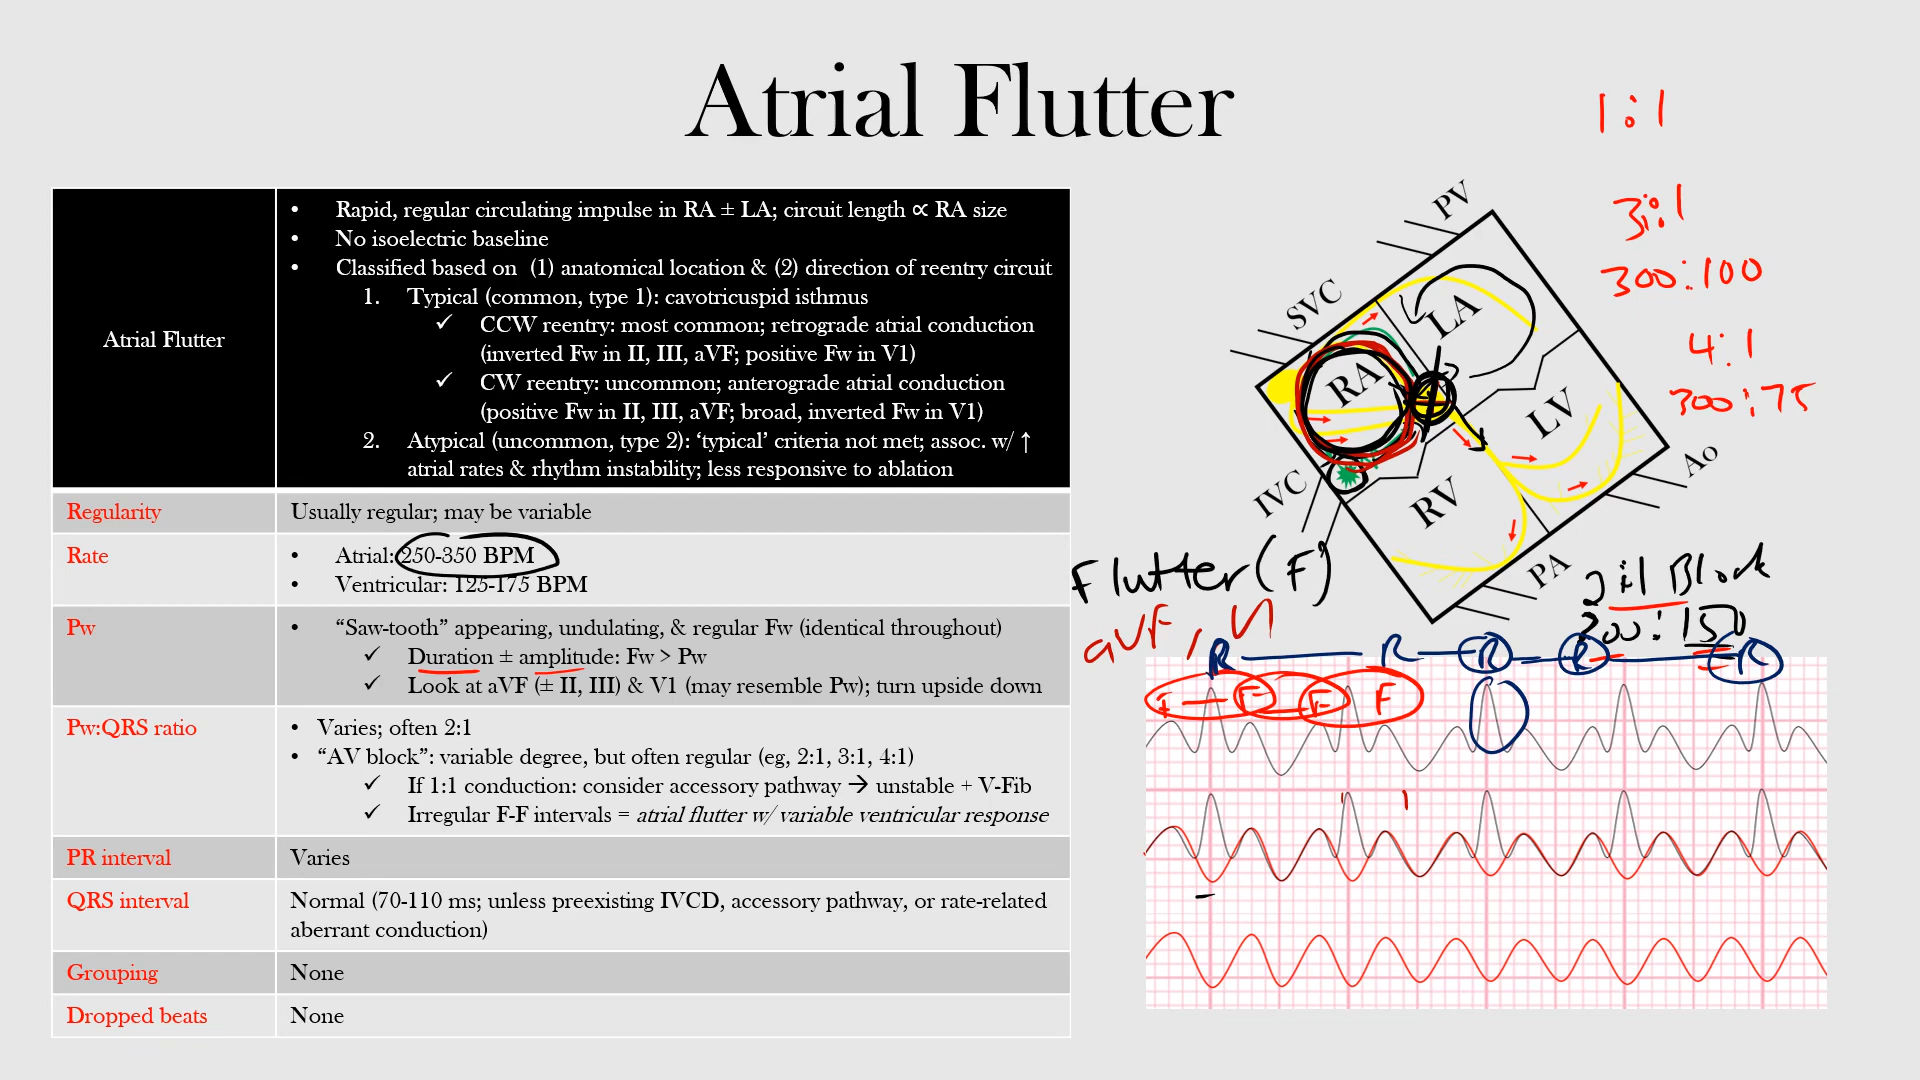 Atrial Flutter
Atrial Flutter
• Rapid, regular circulating impulse in RA ± LA; circuit length ∝ RA size
• No isoelectric baseline
• Classified based on (1) anatomical location & (2) direction of reentry circuit
1. Typical (common, type 1): cavotricuspid isthmus
✓ CCW reentry: most common; retrograde atrial conduction
(inverted Fw in II, III, aVF; positive Fw in V1)
✓ CW reentry: uncommon; anterograde atrial conduction
(positive Fw in II, III, aVF; broad, inverted Fw in V1)
2. Atypical (uncommon, type 2): ‘typical’ criteria not met; assoc. w/ ↑
atrial rates & rhythm instability; less responsive to ablation
Regularity
Usually regular; may be variable
Rate
• Atrial: 250-350 BPM
• Ventricular: 125-175 BPM
Pw
• “Saw-tooth” appearing, undulating, & regular Fw (identical throughout)
✓ Duration ± amplitude: Fw > Pw
✓ Look at aVF (± II, III) & V1 (may resemble Pw); turn upside down
Pw:QRS ratio
• Varies; often 2:1
• “AV block”: variable degree, but often regular (eg, 2:1, 3:1, 4:1)
✓ If 1:1 conduction: consider accessory pathway → unstable + V-Fib
✓ Irregular F-F intervals = atrial flutter w/ variable ventricular response
PR interval
Varies
QRS interval
Normal (70-110 ms; unless preexisting IVCD, accessory pathway, or rate-related
aberrant conduction)
Grouping
None
Dropped beats
None
1:1
3:1
300:100
4:1
300:75
PV
SVC
LA
RA
LV
Ao
IVC
RV
PA
Flutter (F)
aVF, V1
2:1 Block
300:150
R R R R R
F F F F